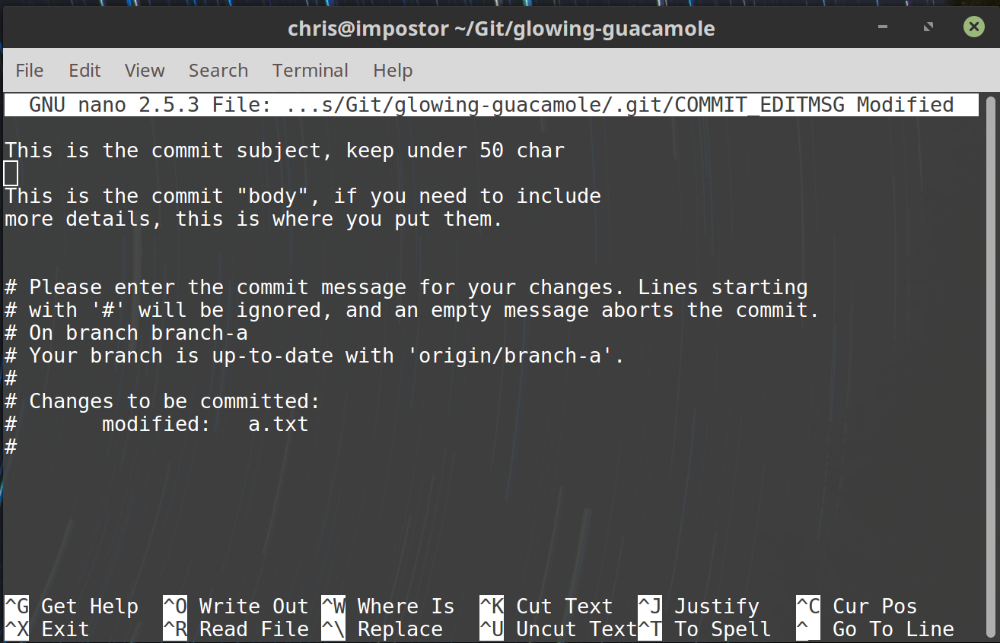 chris@impostor ~/Git/glowing-guacamole
File Edit View Search Terminal Help
GNU nano 2.5.3 File: ...s/Git/glowing-guacamole/.git/COMMIT_EDITMSG Modified
This is the commit subject, keep under 50 char
This is the commit "body", if you need to include
more details, this is where you put them.
# Please enter the commit message for your changes. Lines starting
# with '#' will be ignored, and an empty message aborts the commit.
# On branch branch-a
# Your branch is up-to-date with 'origin/branch-a'.
#
# Changes to be committed:
#       modified:   a.txt
#
^G Get Help  ^O Write Out ^W Where Is  ^K Cut Text  ^J Justify   ^C Cur Pos
^X Exit      ^R Read File ^\ Replace   ^U Uncut Text^T To Spell  ^_ Go To Line